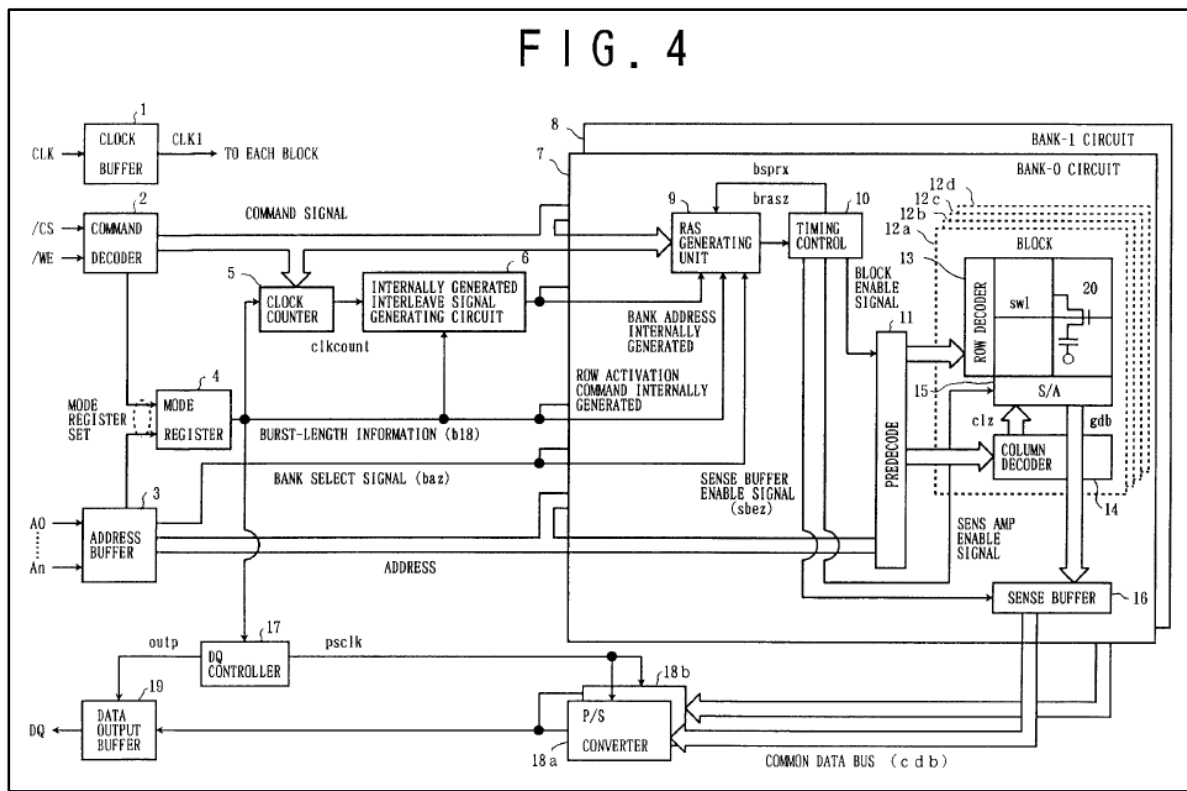 FIG. 4
1
CLOCK
BUFFER
CLK
CLK1
TO EACH BLOCK
2
/CS
/WE
COMMAND
DECODER
COMMAND SIGNAL
5
CLOCK
COUNTER
clkcount
6
INTERNALLY GENERATED
INTERLEAVE SIGNAL
GENERATING CIRCUIT
4
MODE
REGISTER
MODE
REGISTER
SET
BURST-LENGTH INFORMATION (bl8)
BANK SELECT SIGNAL (baz)
3
A0
An
ADDRESS
BUFFER
ADDRESS
8
7
BANK-1 CIRCUIT
BANK-0 CIRCUIT
bsprx
brasz
9
RAS
GENERATING
UNIT
10
TIMING
CONTROL
BLOCK
ENABLE
SIGNAL
BANK ADDRESS
INTERNALLY
GENERATED
ROW ACTIVATION
COMMAND INTERNALLY
GENERATED
SENSE BUFFER
ENABLE SIGNAL
(sbez)
11
PREDECODE
12d
12c
12b
12a
BLOCK
13
ROW DECODER
swl
20
15
S/A
clz
gdb
COLUMN
DECODER
14
SENS AMP
ENABLE
SIGNAL
SENSE BUFFER
16
17
outp
DQ
CONTROLLER
psclk
19
DQ
DATA
OUTPUT
BUFFER
18b
P/S
CONVERTER
18a
COMMON DATA BUS (cdb)